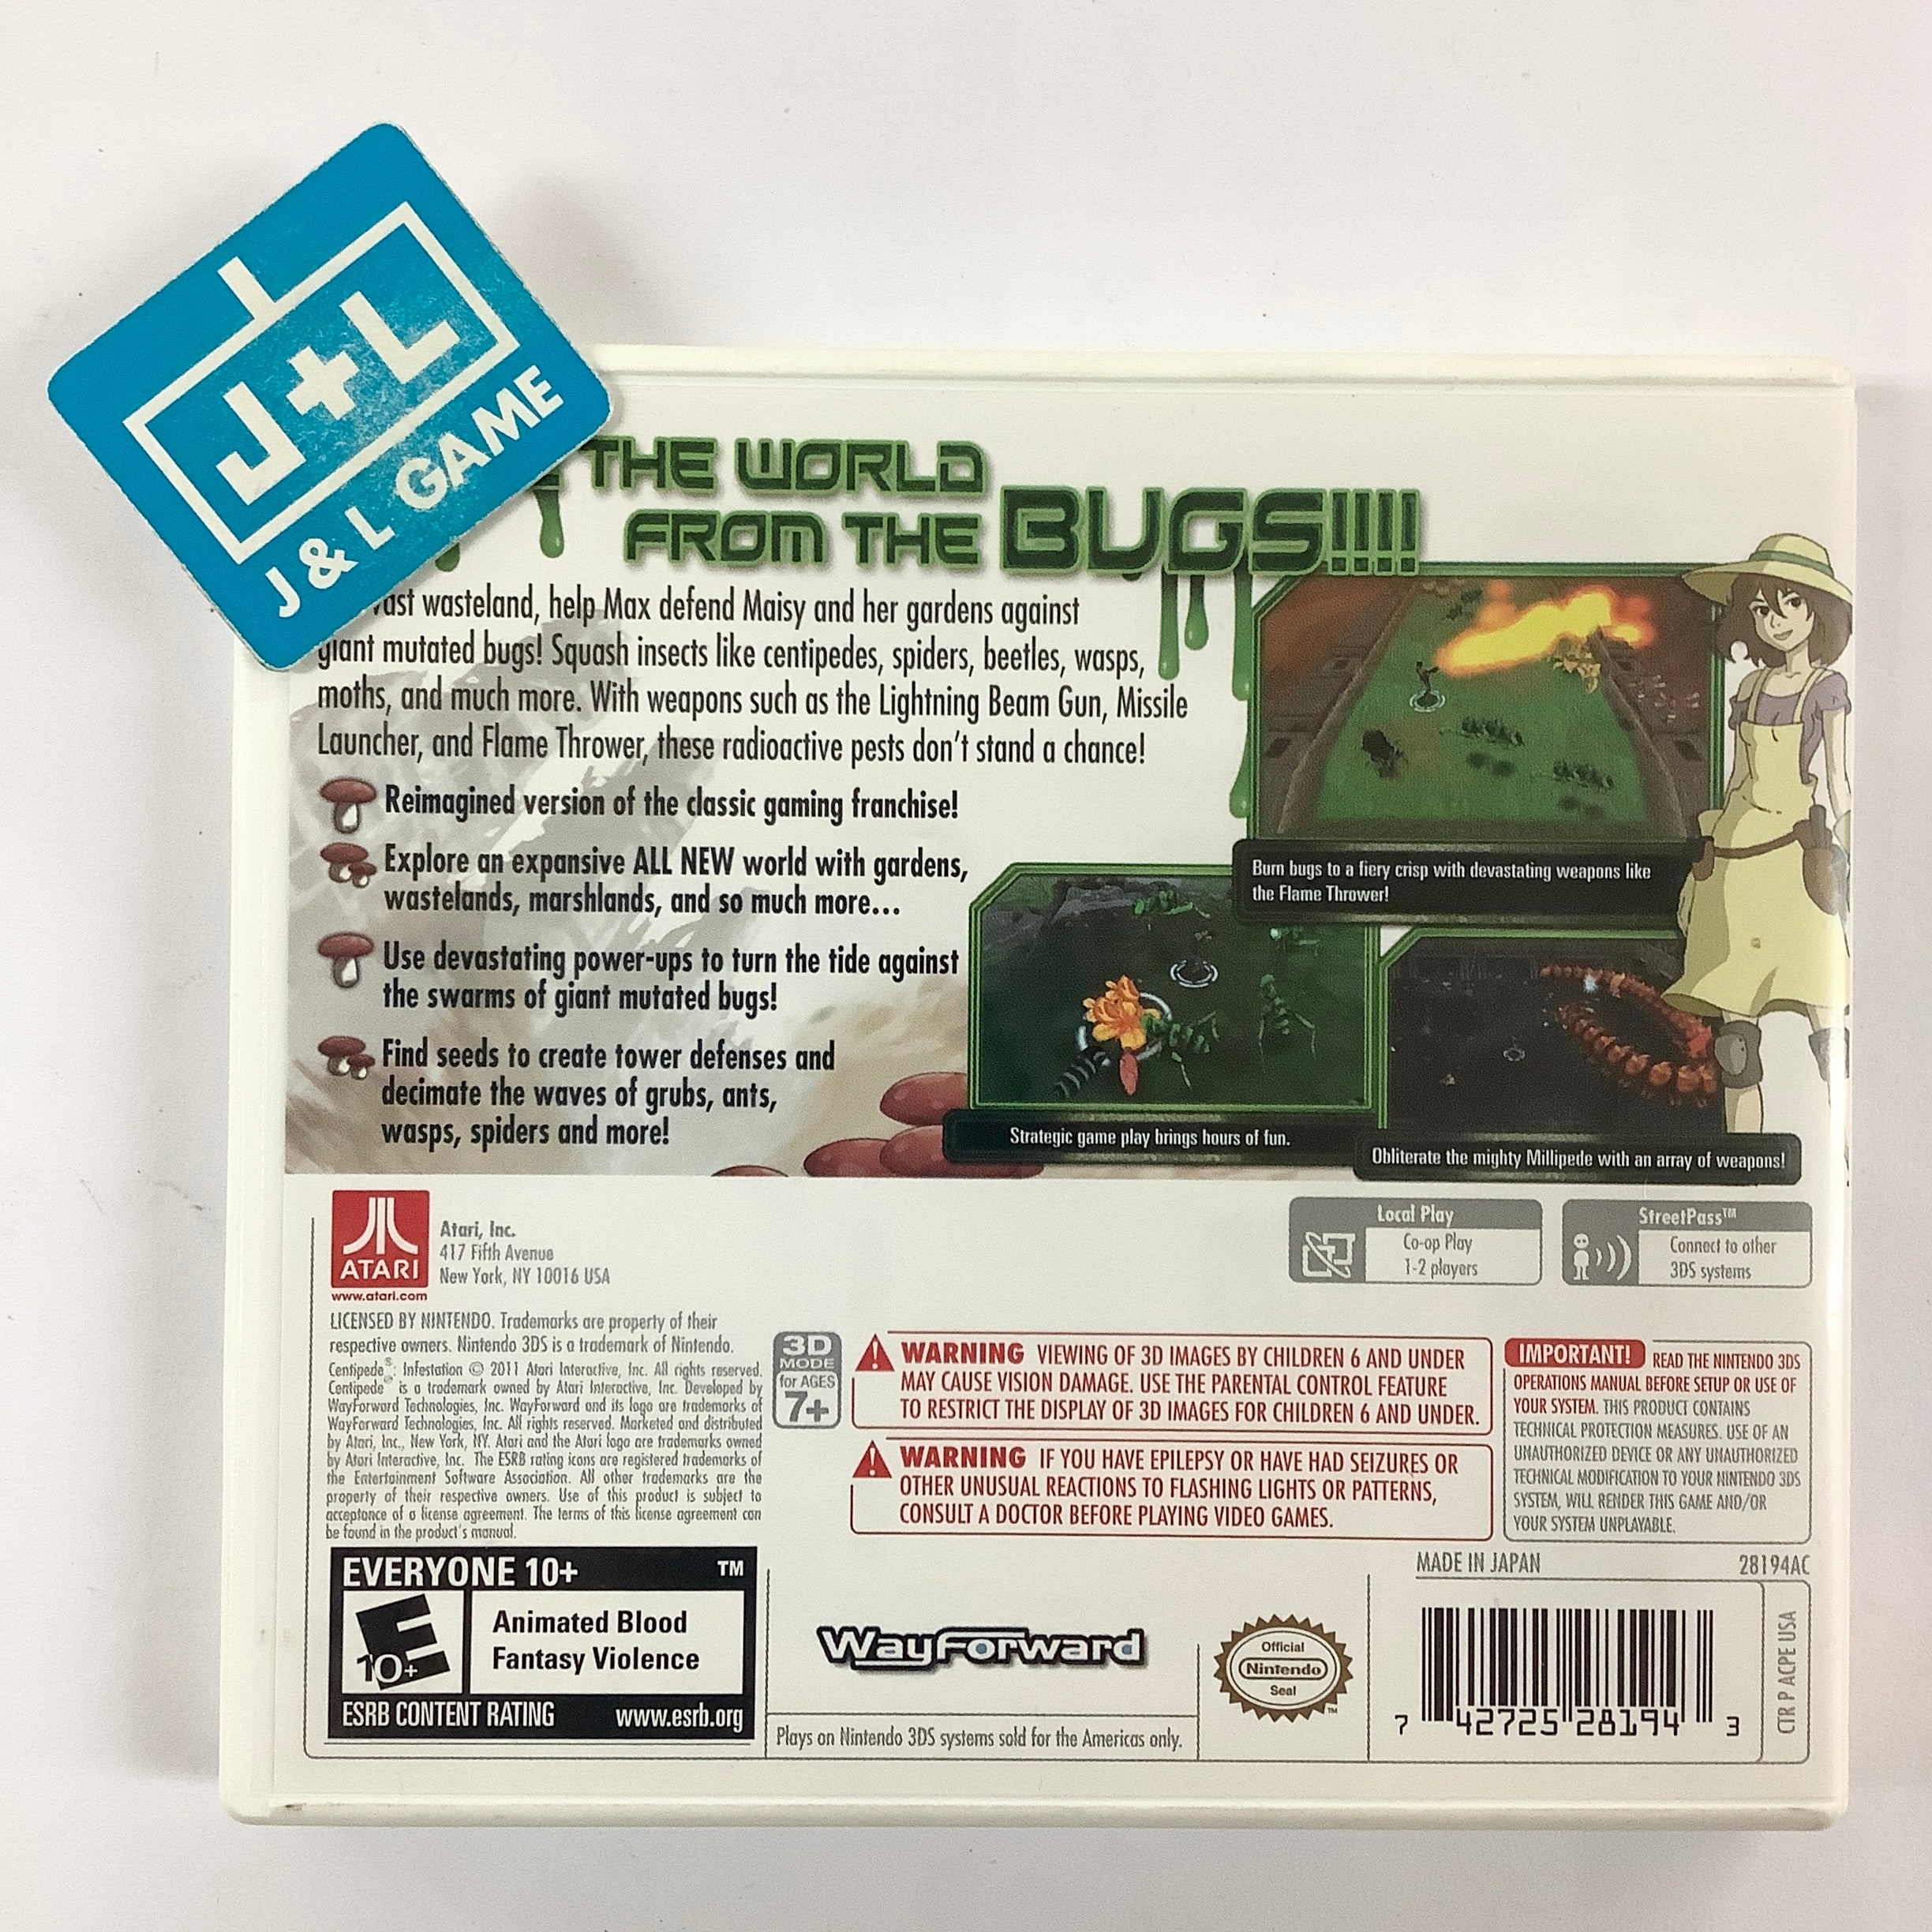 J+L
J & L GAME
THE WORLD
FROM THE BUGS!!!!
wasteland, help Max defend Maisy and her gardens against
giant mutated bugs! Squash insects like centipedes, spiders, beetles, wasps,
moths, and much more. With weapons such as the Lightning Beam Gun, Missile
Launcher, and Flame Thrower, these radioactive pests don't stand a chance!
Reimagined version of the classic gaming franchise!
Explore an expansive ALL NEW world with gardens,
wastelands, marshlands, and so much more...
Use devastating power-ups to turn the tide against
the swarms of giant mutated bugs!
Find seeds to create tower defenses and
decimate the waves of grubs, ants,
wasps, spiders and more!
Burn bugs to a fiery crisp with devastating weapons like
the Flame Thrower!
Strategic game play brings hours of fun.
Obliterate the mighty Millipede with an array of weapons!
ATARI
www.atari.com
Atari, Inc.
417 Fifth Avenue
New York, NY 10016 USA
Local Play
Co-op Play
1-2 players
StreetPass™
Connect to other
3DS systems
LICENSED BY NINTENDO. Trademarks are property of their
respective owners. Nintendo 3DS is a trademark of Nintendo.
Centipede®: Infestation © 2011 Atari Interactive, Inc. All rights reserved.
Centipede® is a trademark owned by Atari Interactive, Inc. Developed by
WayForward Technologies, Inc. WayForward and its logo are trademarks of
WayForward Technologies, Inc. All rights reserved. Marketed and distributed
by Atari, Inc., New York, NY. Atari and the Atari logo are trademarks owned
by Atari Interactive, Inc. The ESRB rating icons are registered trademarks of
the Entertainment Software Association. All other trademarks are the
property of their respective owners. Use of this product is subject to
acceptance of a license agreement. The terms of this license agreement can
be found in the product's manual.
3D
MODE
for AGES
7+
WARNING VIEWING OF 3D IMAGES BY CHILDREN 6 AND UNDER
MAY CAUSE VISION DAMAGE. USE THE PARENTAL CONTROL FEATURE
TO RESTRICT THE DISPLAY OF 3D IMAGES FOR CHILDREN 6 AND UNDER.
WARNING IF YOU HAVE EPILEPSY OR HAVE HAD SEIZURES OR
OTHER UNUSUAL REACTIONS TO FLASHING LIGHTS OR PATTERNS,
CONSULT A DOCTOR BEFORE PLAYING VIDEO GAMES.
IMPORTANT! READ THE NINTENDO 3DS
OPERATIONS MANUAL BEFORE SETUP OR USE OF
YOUR SYSTEM. THIS PRODUCT CONTAINS
TECHNICAL PROTECTION MEASURES. USE OF AN
UNAUTHORIZED DEVICE OR ANY UNAUTHORIZED
TECHNICAL MODIFICATION TO YOUR NINTENDO 3DS
SYSTEM, WILL RENDER THIS GAME AND/OR
YOUR SYSTEM UNPLAYABLE.
EVERYONE 10+ ™
E
10+
Animated Blood
Fantasy Violence
ESRB CONTENT RATING www.esrb.org
WayForward
Plays on Nintendo 3DS systems sold for the Americas only.
Official
Nintendo
Seal
™
MADE IN JAPAN 28194AC
7 42725 28194 3
CTR P ACPE USA